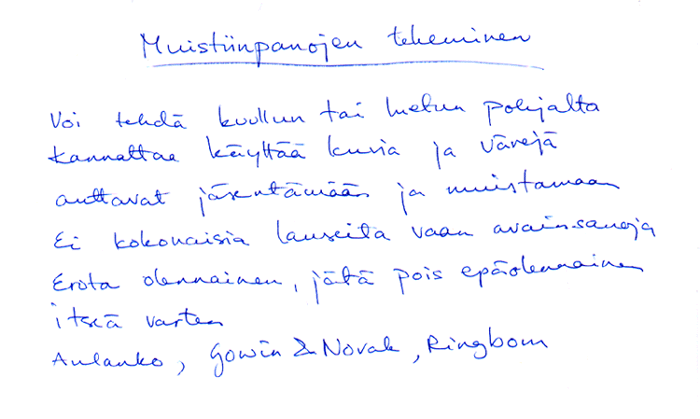 Muistiinpanojen tekeminen
Voi tehdä kuullun tai luetun pohjalta
Kannattaa käyttää kuvia ja värejä
auttavat jäsentämään ja muistamaan
Ei kokonaisia lauseita vaan avainsanoja
Erota olennainen, jätä pois epäolennainen
itseä varten
Aulanko, Gowin & Novak, Ringbom